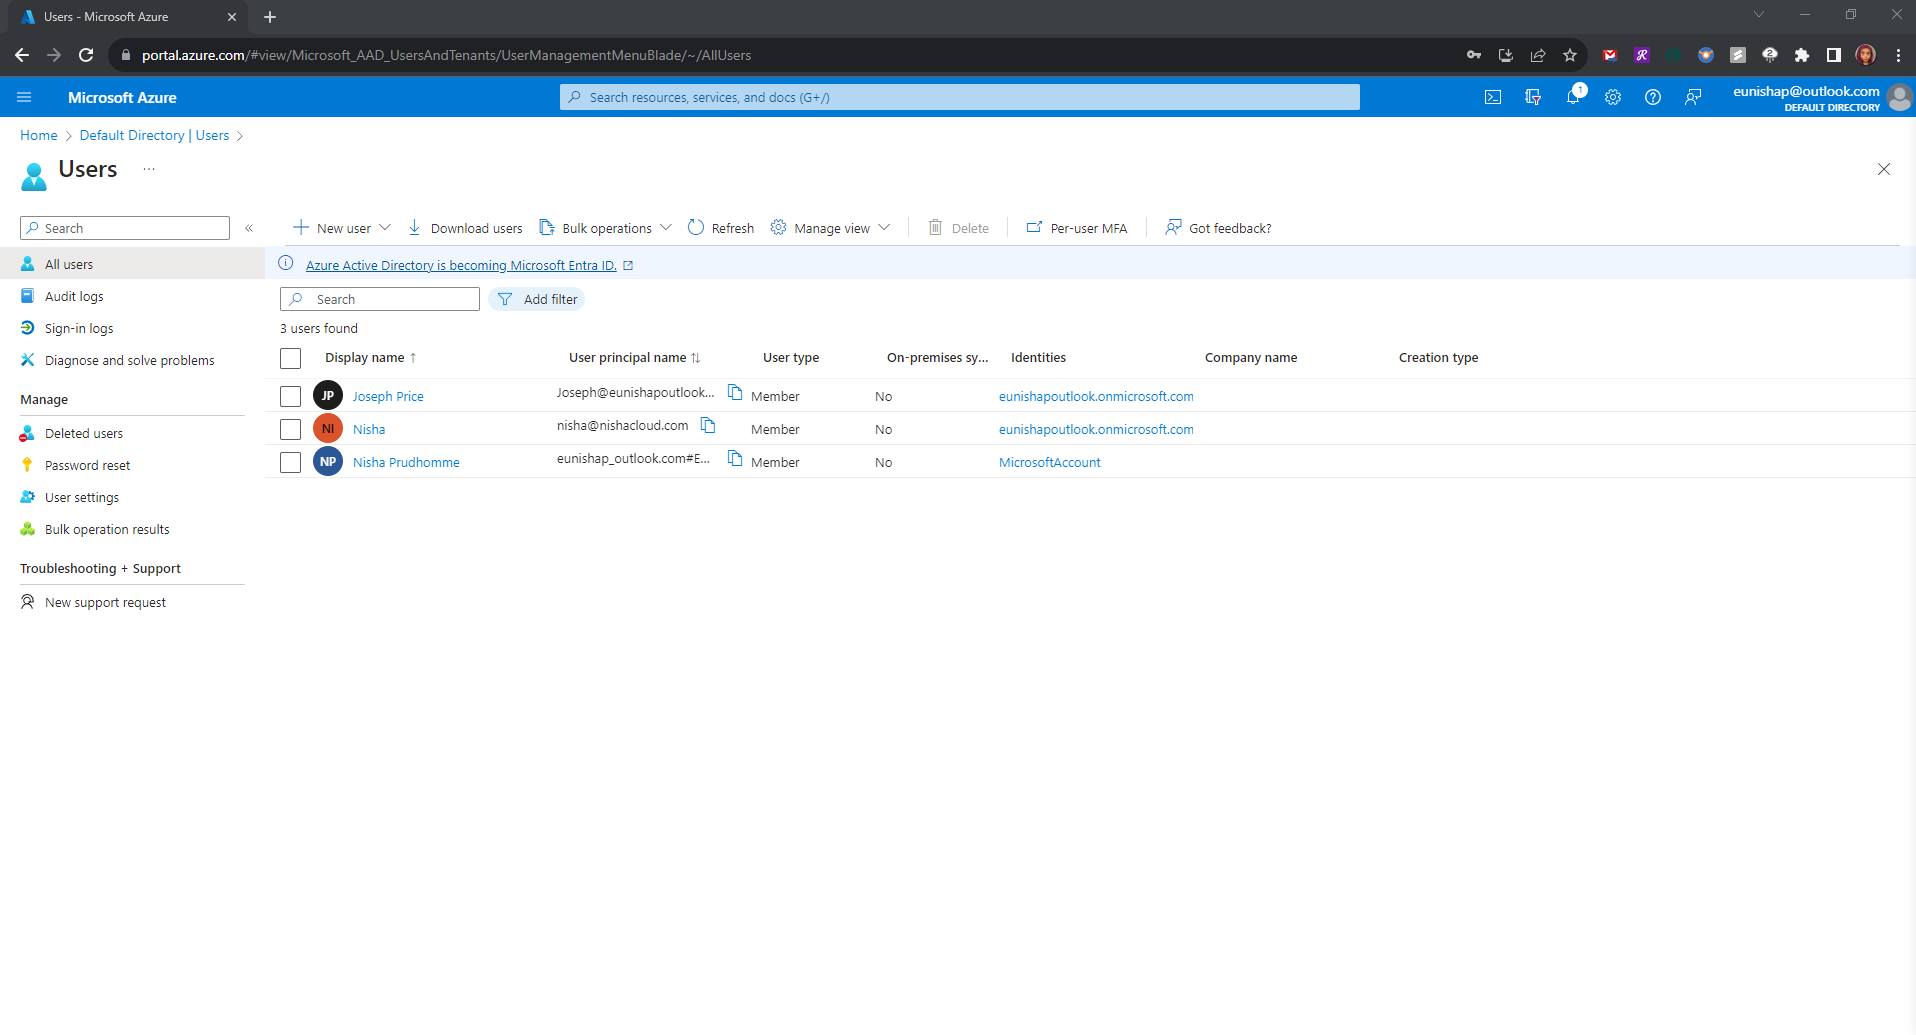 Users - Microsoft Azure
portal.azure.com/#view/Microsoft_AAD_UsersAndTenants/UserManagementMenuBlade/~/AllUsers
Microsoft Azure
Search resources, services, and docs (G+/)
1
eunishap@outlook.com
DEFAULT DIRECTORY
Home > Default Directory | Users >
Users ...
Search «
New user Download users Bulk operations Refresh Manage view Delete Per-user MFA Got feedback?
All users
Audit logs
Sign-in logs
Diagnose and solve problems
Manage
Deleted users
Password reset
User settings
Bulk operation results
Troubleshooting + Support
New support request
Azure Active Directory is becoming Microsoft Entra ID.
Search Add filter
3 users found
Display name ↑ User principal name ↑↓ User type On-premises sy... Identities Company name Creation type
JP Joseph Price Joseph@eunishapoutlook... Member No eunishapoutlook.onmicrosoft.com
NI Nisha nisha@nishacloud.com Member No eunishapoutlook.onmicrosoft.com
NP Nisha Prudhomme eunishap_outlook.com#E... Member No MicrosoftAccount